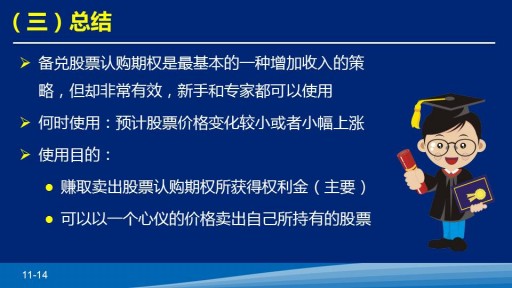 （三）总结
备兑股票认购期权是最基本的一种增加收入的策
略，但却非常有效，新手和专家都可以使用
何时使用：预计股票价格变化较小或者小幅上涨
使用目的：
赚取卖出股票认购期权所获得权利金（主要）
可以以一个心仪的价格卖出自己所持有的股票
11-14